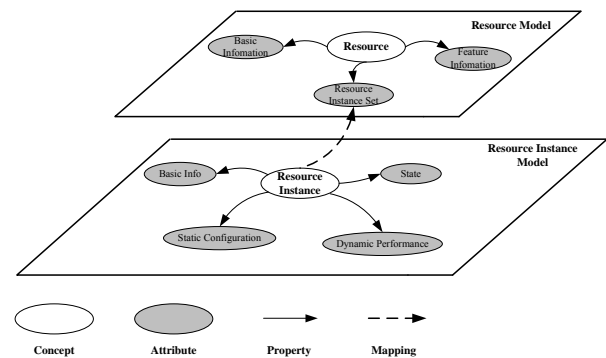 Resource Model
Basic
Infomation
Resource
Feature
Infomation
Resource
Instance Set
Resource Instance
Model
Basic Info
Resource
Instance
State
Static Configuration
Dynamic Performance
Concept
Attribute
Property
Mapping